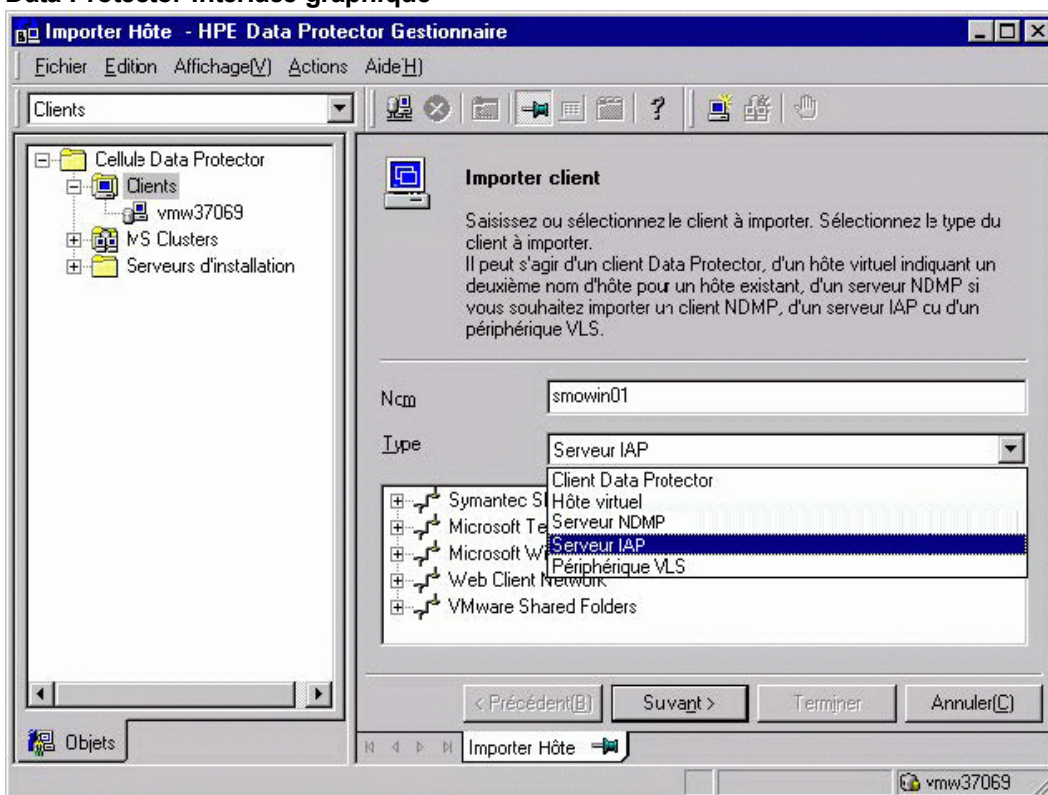 Data Protector Interface graphique
Importer Hôte - HPE Data Protector Gestionnaire
Fichier Edition Affichage(V) Actions Aide(H)
Clients
Cellule Data Protector
Clients
vmw37069
MS Clusters
Serveurs d'installation
Objets
Importer client
Saisissez ou sélectionnez le client à importer. Sélectionnez le type du
client à importer.
Il peut s'agir d'un client Data Protector, d'un hôte virtuel indiquant un
deuxième nom d'hôte pour un hôte existant, d'un serveur NDMP si
vous souhaitez importer un client NDMP, d'un serveur IAP ou d'un
périphérique VLS.
Nom smowin01
Type Serveur IAP
Client Data Protector
Symantec Hôte virtuel
Microsoft Te Serveur NDMP
Microsoft Wi Serveur IAP
Périphérique VLS
Web Client Network
VMware Shared Folders
< Précédent(B) Suivant > Terminer Annuler(C)
Importer Hôte
vmw37069